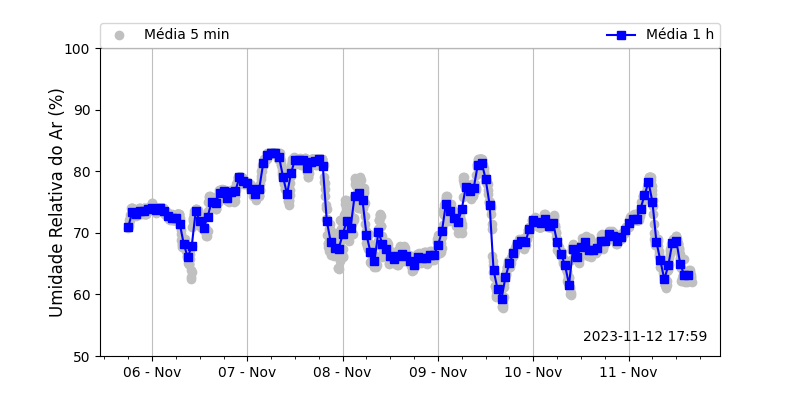 Média 5 min
Média 1 h
Umidade Relativa do Ar (%)
100
90
80
70
60
50
2023-11-12 17:59
06 - Nov
07 - Nov
08 - Nov
09 - Nov
10 - Nov
11 - Nov